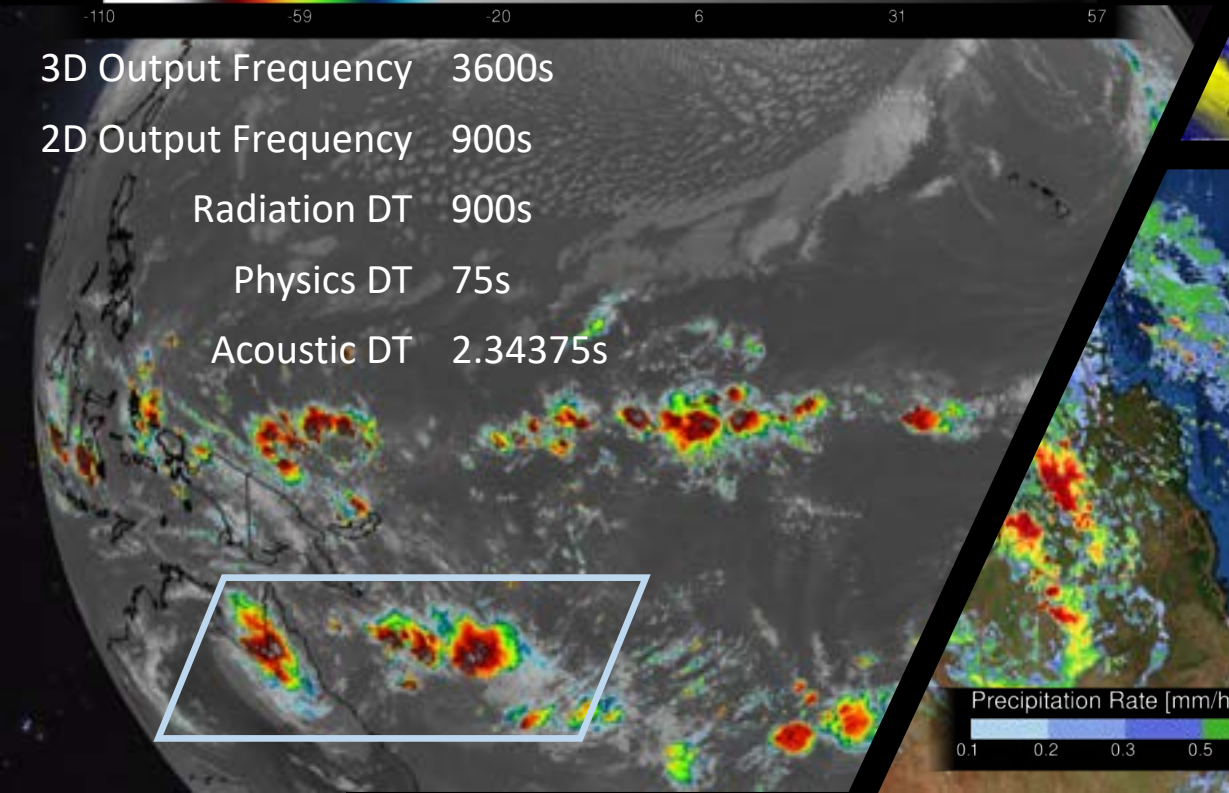 -110 -59 -20 6 31 57
3D Output Frequency 3600s
2D Output Frequency 900s
Radiation DT 900s
Physics DT 75s
Acoustic DT 2.34375s
Precipitation Rate [mm/h
0.1 0.2 0.3 0.5